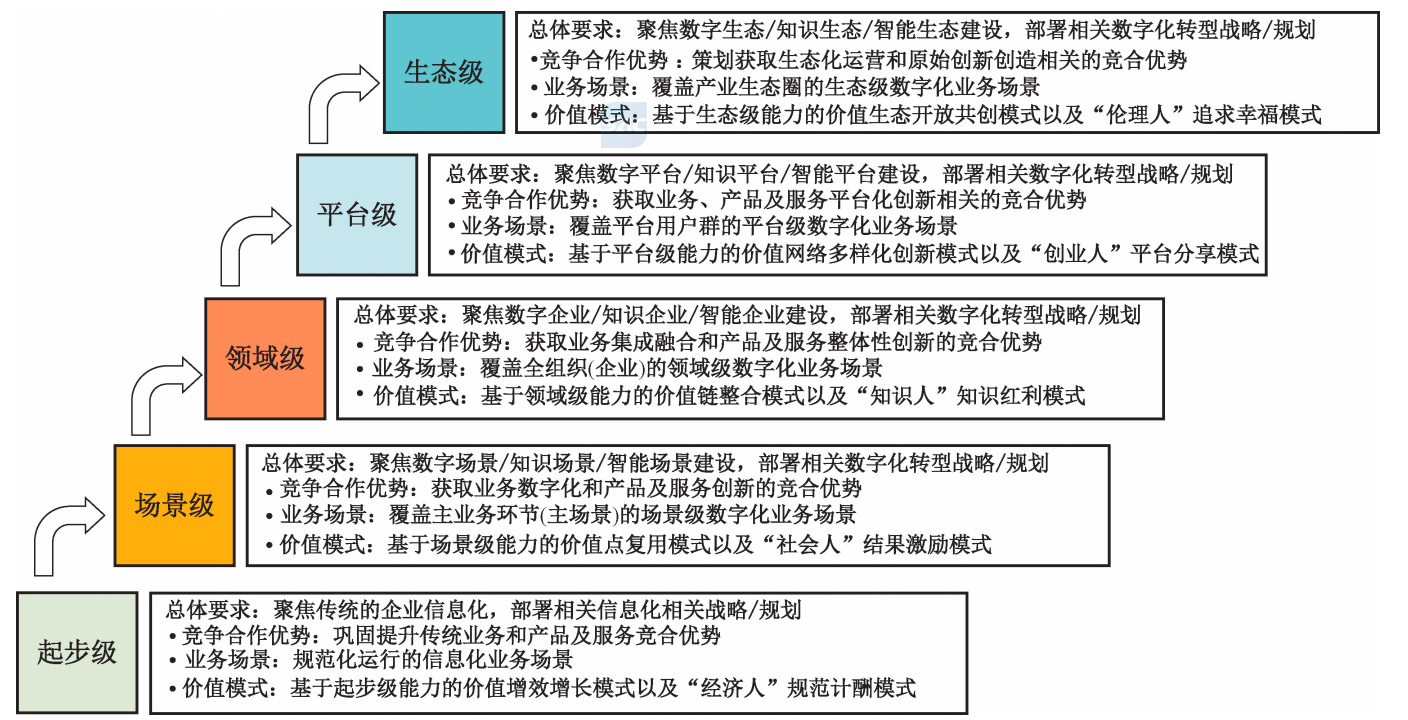 生态级
总体要求：聚焦数字生态/知识生态/智能生态建设，部署相关数字化转型战略/规划
•竞争合作优势：策划获取生态化运营和原始创新创造相关的竞合优势
•业务场景：覆盖产业生态圈的生态级数字化业务场景
•价值模式：基于生态级能力的价值生态开放共创模式以及“伦理人”追求幸福模式
平台级
总体要求：聚焦数字平台/知识平台/智能平台建设，部署相关数字化转型战略/规划
•竞争合作优势：获取业务、产品及服务平台化创新相关的竞合优势
•业务场景：覆盖平台用户群的平台级数字化业务场景
•价值模式：基于平台级能力的价值网络多样化创新模式以及“创业人”平台分享模式
领域级
总体要求：聚焦数字企业/知识企业/智能企业建设，部署相关数字化转型战略/规划
•竞争合作优势：获取业务集成融合和产品及服务整体性创新的竞合优势
•业务场景：覆盖全组织(企业)的领域级数字化业务场景
•价值模式：基于领域级能力的价值链整合模式以及“知识人”知识红利模式
场景级
总体要求：聚焦数字场景/知识场景/智能场景建设，部署相关数字化转型战略/规划
•竞争合作优势：获取业务数字化和产品及服务创新的竞合优势
•业务场景：覆盖主业务环节(主场景)的场景级数字化业务场景
•价值模式：基于场景级能力的价值点复用模式以及“社会人”结果激励模式
起步级
总体要求：聚焦传统的企业信息化，部署相关信息化相关战略/规划
•竞争合作优势：巩固提升传统业务和产品及服务竞合优势
•业务场景：规范化运行的信息化业务场景
•价值模式：基于起步级能力的价值增效增长模式以及“经济人”规范计酬模式